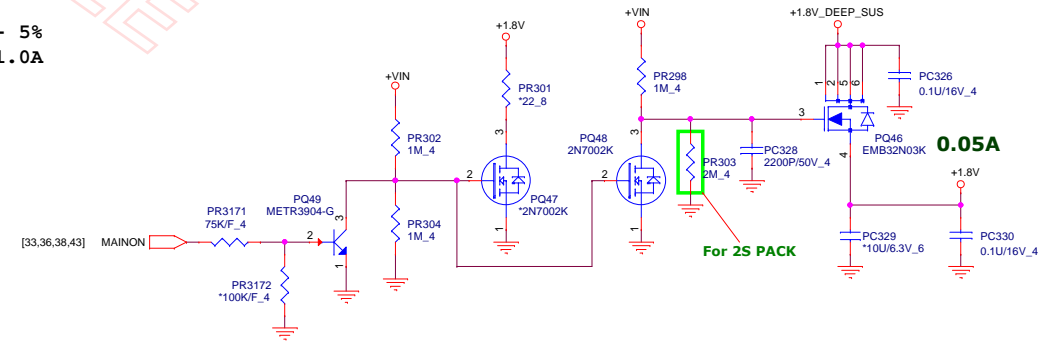 - 5%
1.0A
+VIN
PR302
1M_4
PR304
1M_4
[33,36,38,43]
MAINON
PR3171
75K/F_4
PR3172
*100K/F_4
PQ49
METR3904-G
2
3
1
+1.8V
PR301
*22_8
3
2
1
PQ47
*2N7002K
+VIN
PR298
1M_4
PQ48
2N7002K
3
2
1
PR303
2M_4
For 2S PACK
PC328
2200P/50V_4
+1.8V_DEEP_SUS
1
2
5
6
3
4
PC326
0.1U/16V_4
PQ46
EMB32N03K
0.05A
+1.8V
PC329
*10U/6.3V_6
PC330
0.1U/16V_4